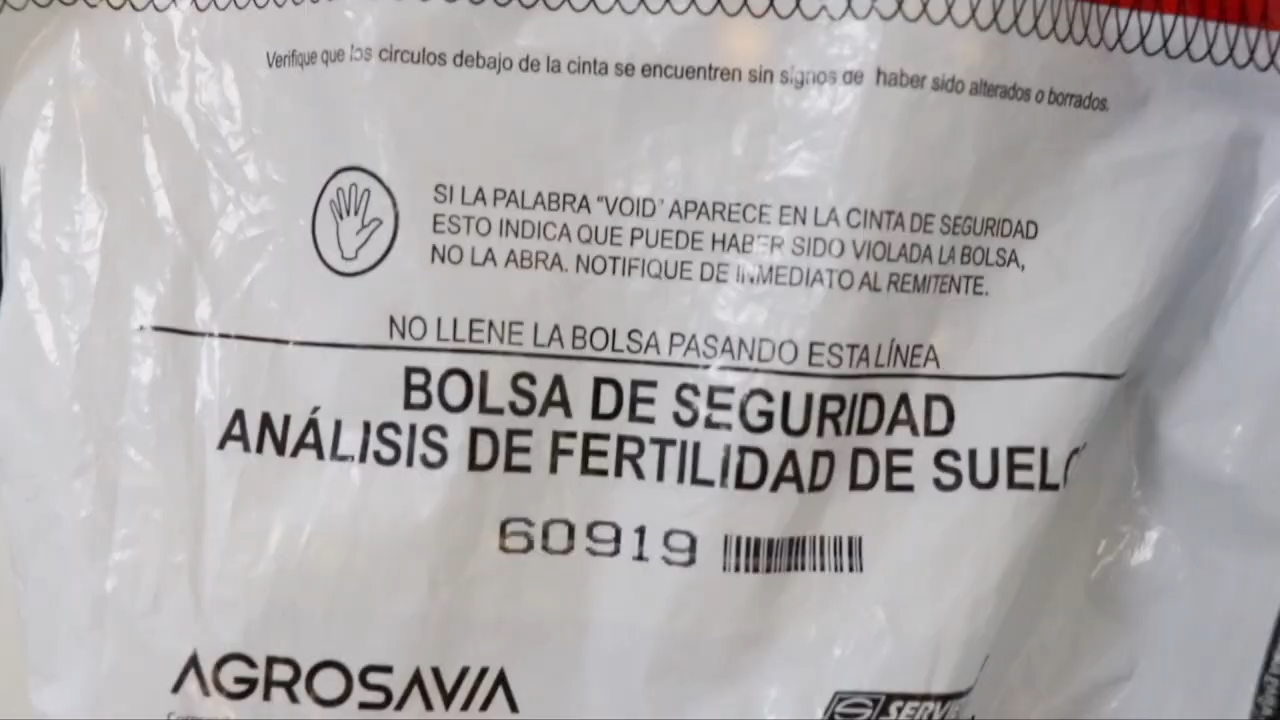 Verifique que los círculos debajo de la cinta se encuentren sin signos de haber sido alterados o borrados.
SI LA PALABRA "VOID" APARECE EN LA CINTA DE SEGURIDAD
ESTO INDICA QUE PUEDE HABER SIDO VIOLADA LA BOLSA,
NO LA ABRA. NOTIFIQUE DE INMEDIATO AL REMITENTE.
NO LLENE LA BOLSA PASANDO ESTA LÍNEA
BOLSA DE SEGURIDAD
ANÁLISIS DE FERTILIDAD DE SUELO
60919
AGROSAVIA